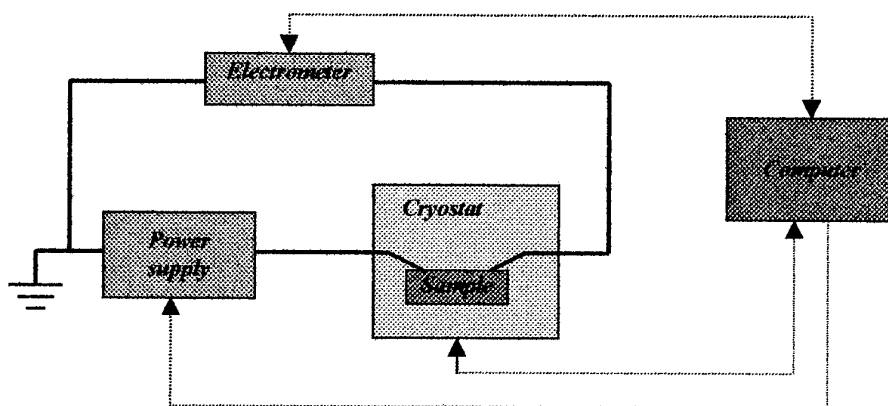 Electrometer
Computer
Cryostat
Power
supply
Sample